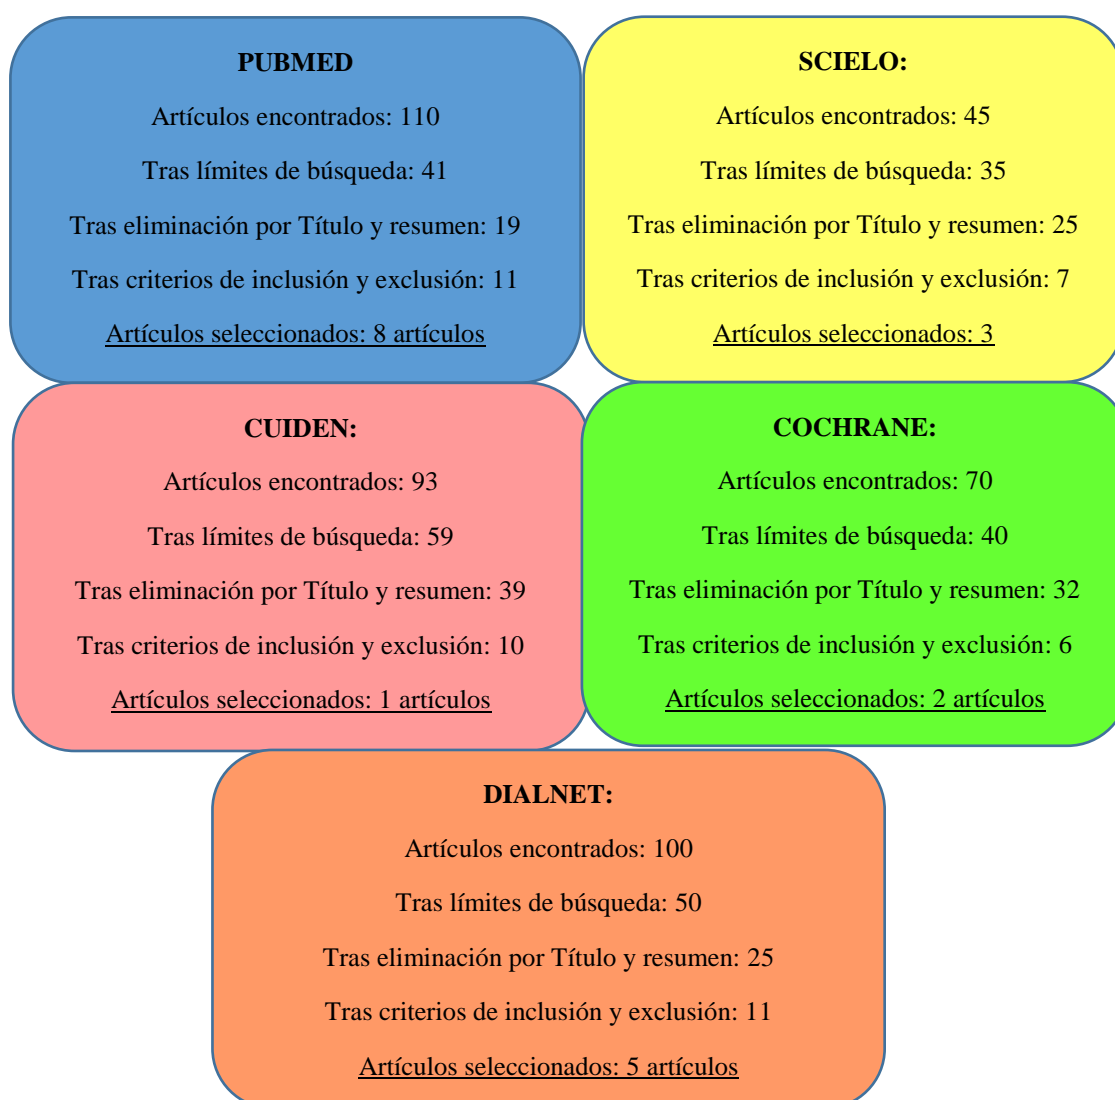 PUBMED
Artículos encontrados: 110
Tras límites de búsqueda: 41
Tras eliminación por Título y resumen: 19
Tras criterios de inclusión y exclusión: 11
Artículos seleccionados: 8 artículos
SCIELO:
Artículos encontrados: 45
Tras límites de búsqueda: 35
Tras eliminación por Título y resumen: 25
Tras criterios de inclusión y exclusión: 7
Artículos seleccionados: 3
CUIDEN:
Artículos encontrados: 93
Tras límites de búsqueda: 59
Tras eliminación por Título y resumen: 39
Tras criterios de inclusión y exclusión: 10
Artículos seleccionados: 1 artículos
COCHRANE:
Artículos encontrados: 70
Tras límites de búsqueda: 40
Tras eliminación por Título y resumen: 32
Tras criterios de inclusión y exclusión: 6
Artículos seleccionados: 2 artículos
DIALNET:
Artículos encontrados: 100
Tras límites de búsqueda: 50
Tras eliminación por Título y resumen: 25
Tras criterios de inclusión y exclusión: 11
Artículos seleccionados: 5 artículos